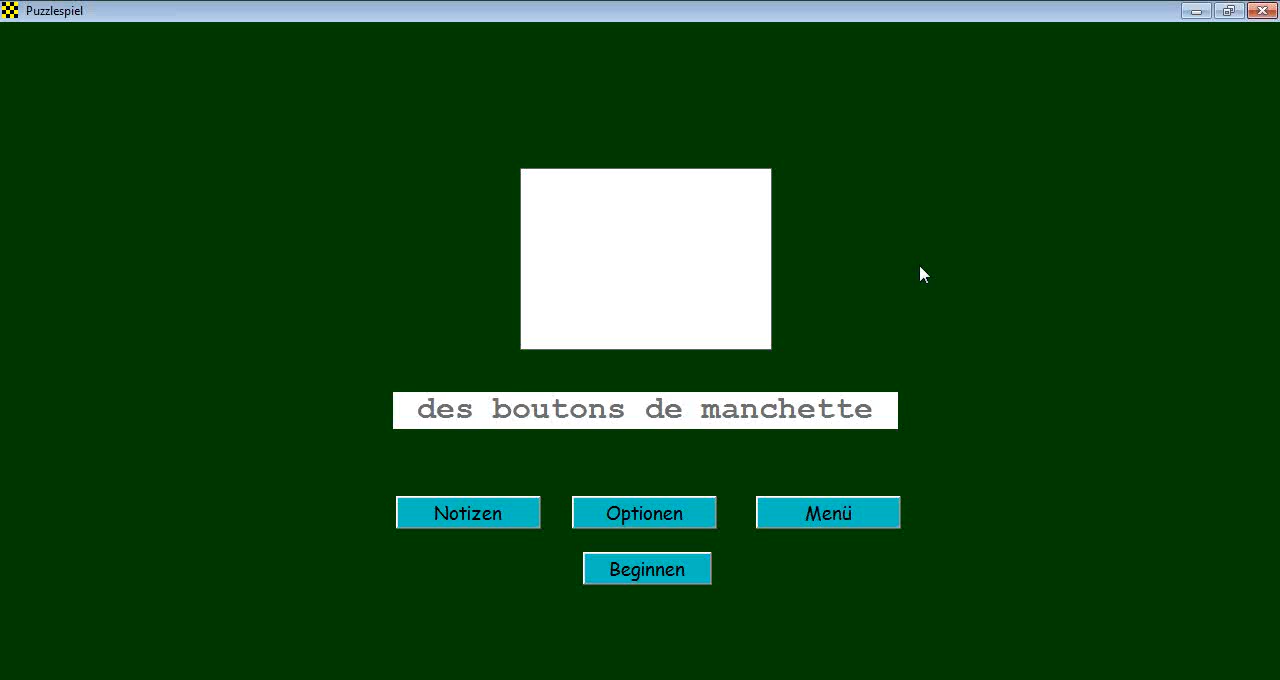 Puzzlespiel
des boutons de manchette
Notizen
Optionen
Menü
Beginnen